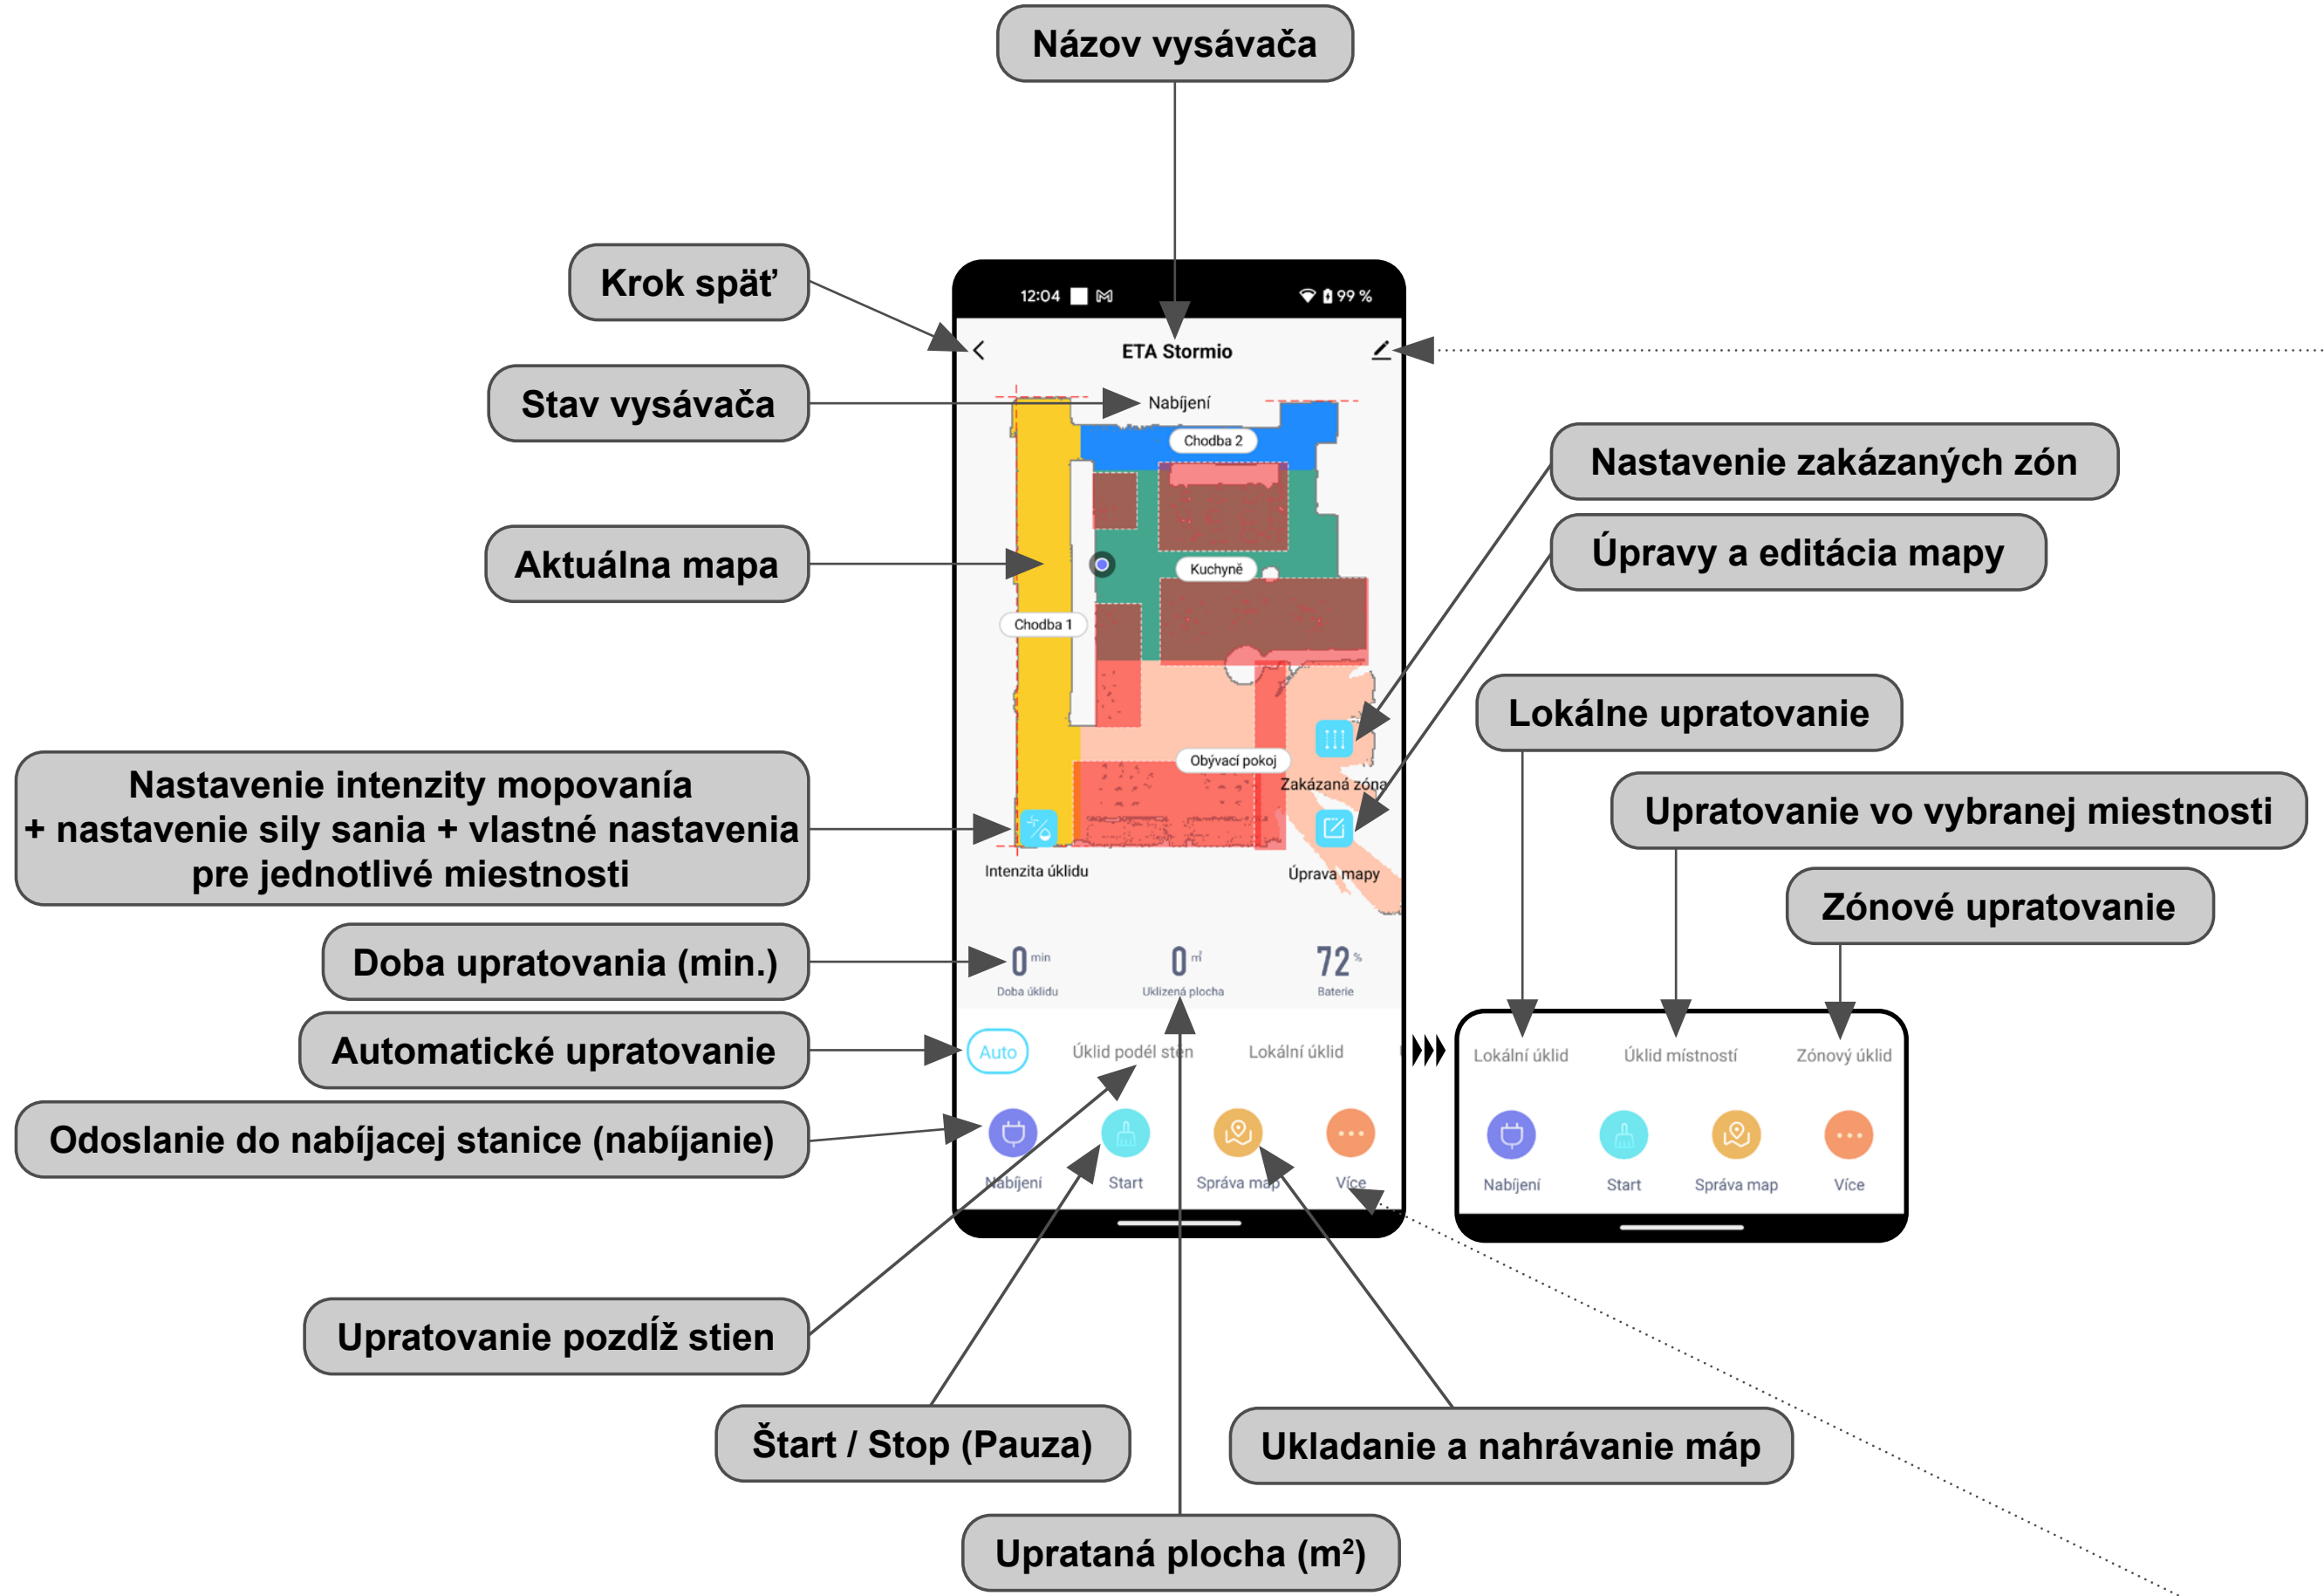 Názov vysávača
Krok späť
12:04
99 %
ETA Stormio
Stav vysávača
Nabíjení
Chodba 2
Nastavenie zakázaných zón
Úpravy a editácia mapy
Aktuálna mapa
Kuchyně
Chodba 1
Lokálne upratovanie
Obývací pokoj
Zakázaná zóna
Nastavenie intenzity mopovanía
+ nastavenie sily sania + vlastné nastavenia
pre jednotlivé miestnosti
Upratovanie vo vybranej miestnosti
Intenzita úklidu
Úprava mapy
Zónové upratovanie
Doba upratovania (min.)
0 min
0 m²
72 %
Doba úklidu
Uklizená plocha
Baterie
Automatické upratovanie
Auto
Úklid podél stěn
Lokální úklid
Lokální úklid
Úklid místností
Zónový úklid
Odoslanie do nabíjacej stanice (nabíjanie)
Nabíjení
Start
Správa map
Více
Nabíjení
Start
Správa map
Více
Upratovanie pozdĺž stien
Štart / Stop (Pauza)
Ukladanie a nahrávanie máp
Uprataná plocha (m²)